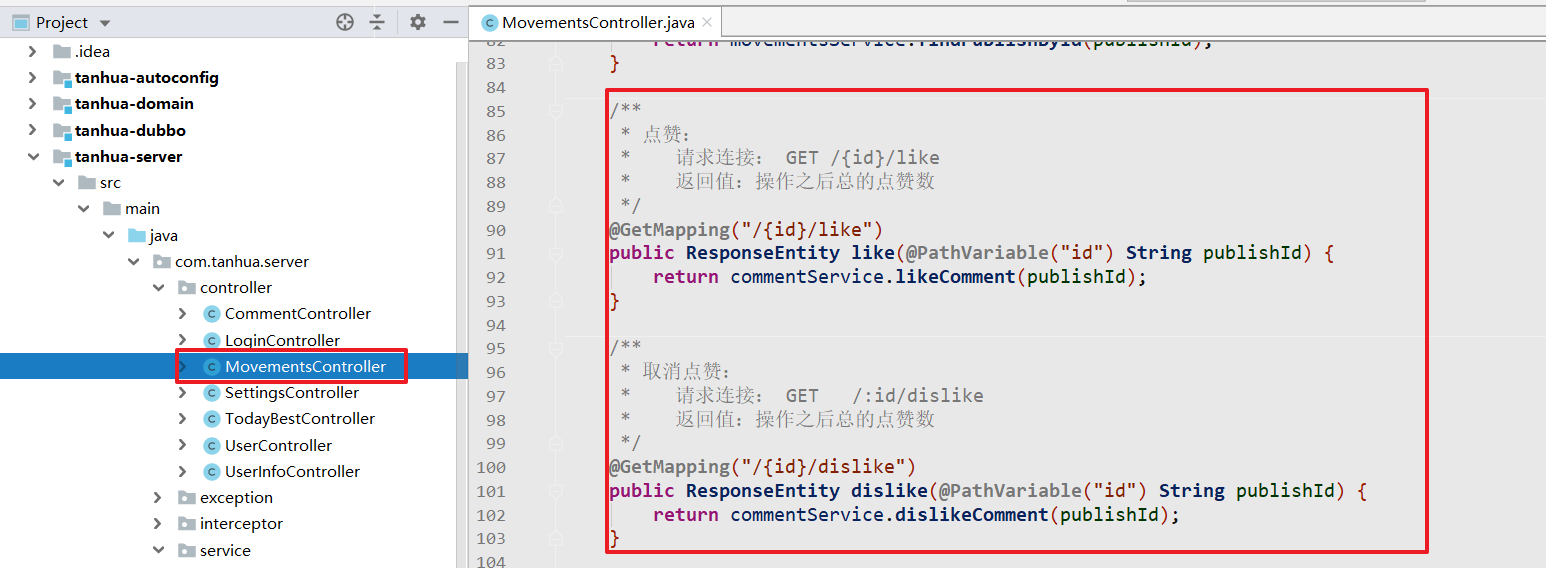 Project
.idea
tanhua-autoconfig
tanhua-domain
tanhua-dubbo
tanhua-server
src
main
java
com.tanhua.server
controller
CommentController
LoginController
MovementsController
SettingsController
TodayBestController
UserController
UserInfoController
exception
interceptor
service
MovementsController.java
82 return movementsService.findPublishById(publishId);
83 }
84
85 /**
86 * 点赞：
87 * 请求连接： GET /{id}/like
88 * 返回值：操作之后总的点赞数
89 */
90 @GetMapping("/{id}/like")
91 public ResponseEntity like(@PathVariable("id") String publishId) {
92 return commentService.likeComment(publishId);
93 }
94
95 /**
96 * 取消点赞：
97 * 请求连接： GET /:id/dislike
98 * 返回值：操作之后总的点赞数
99 */
100 @GetMapping("/{id}/dislike")
101 public ResponseEntity dislike(@PathVariable("id") String publishId) {
102 return commentService.dislikeComment(publishId);
103 }
104